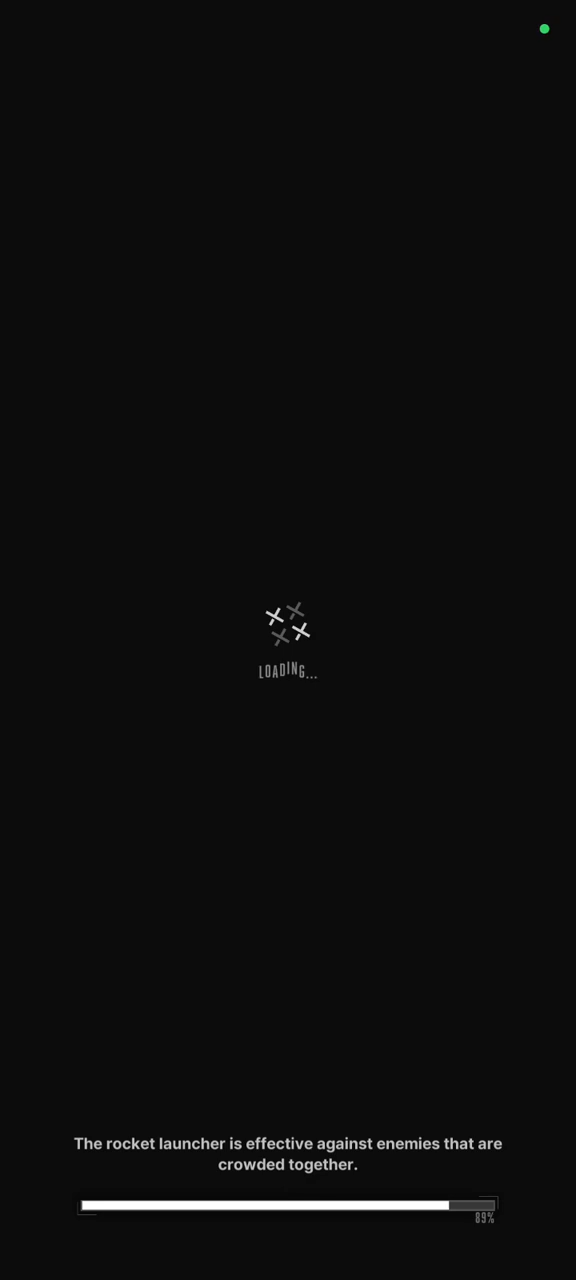 LOADING...
The rocket launcher is effective against enemies that are
crowded together.
89%